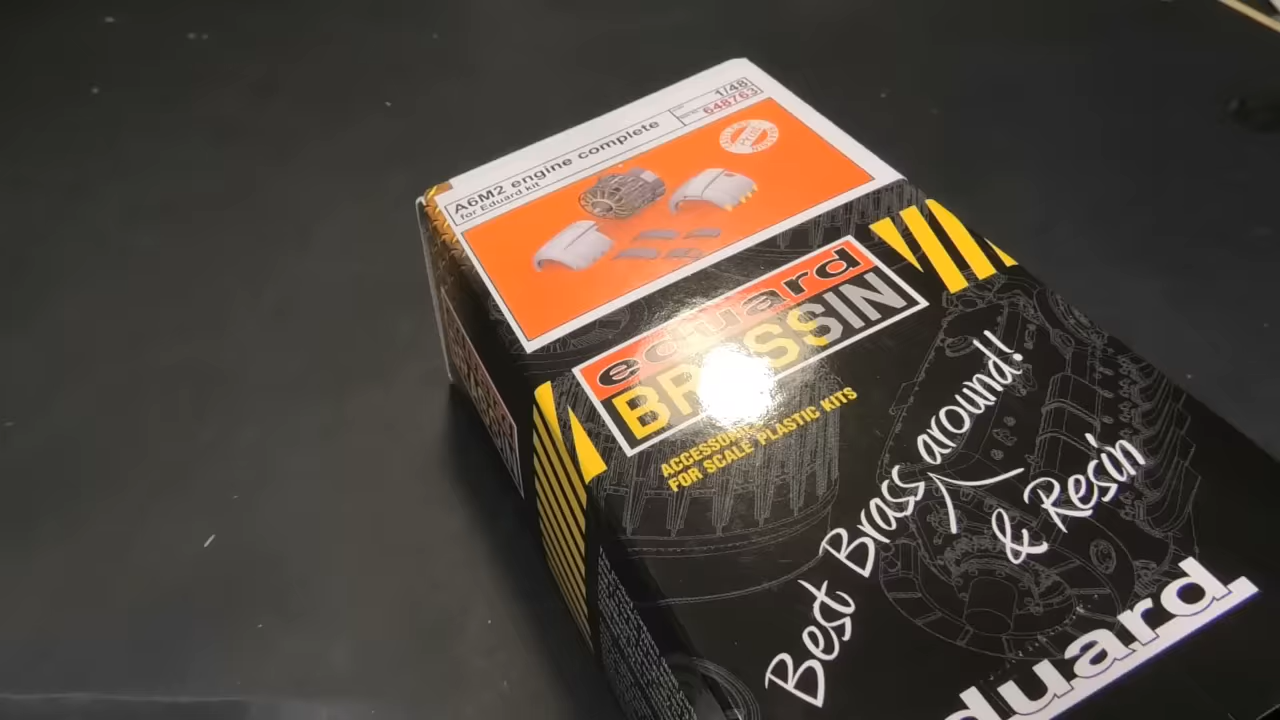 1/48
648763
A6M2 engine complete
for Eduard kit
PRINT
eduard
BRASSIN
ACCESSORIES
FOR SCALE PLASTIC KITS
Best Brass around!
& Resin
eduard